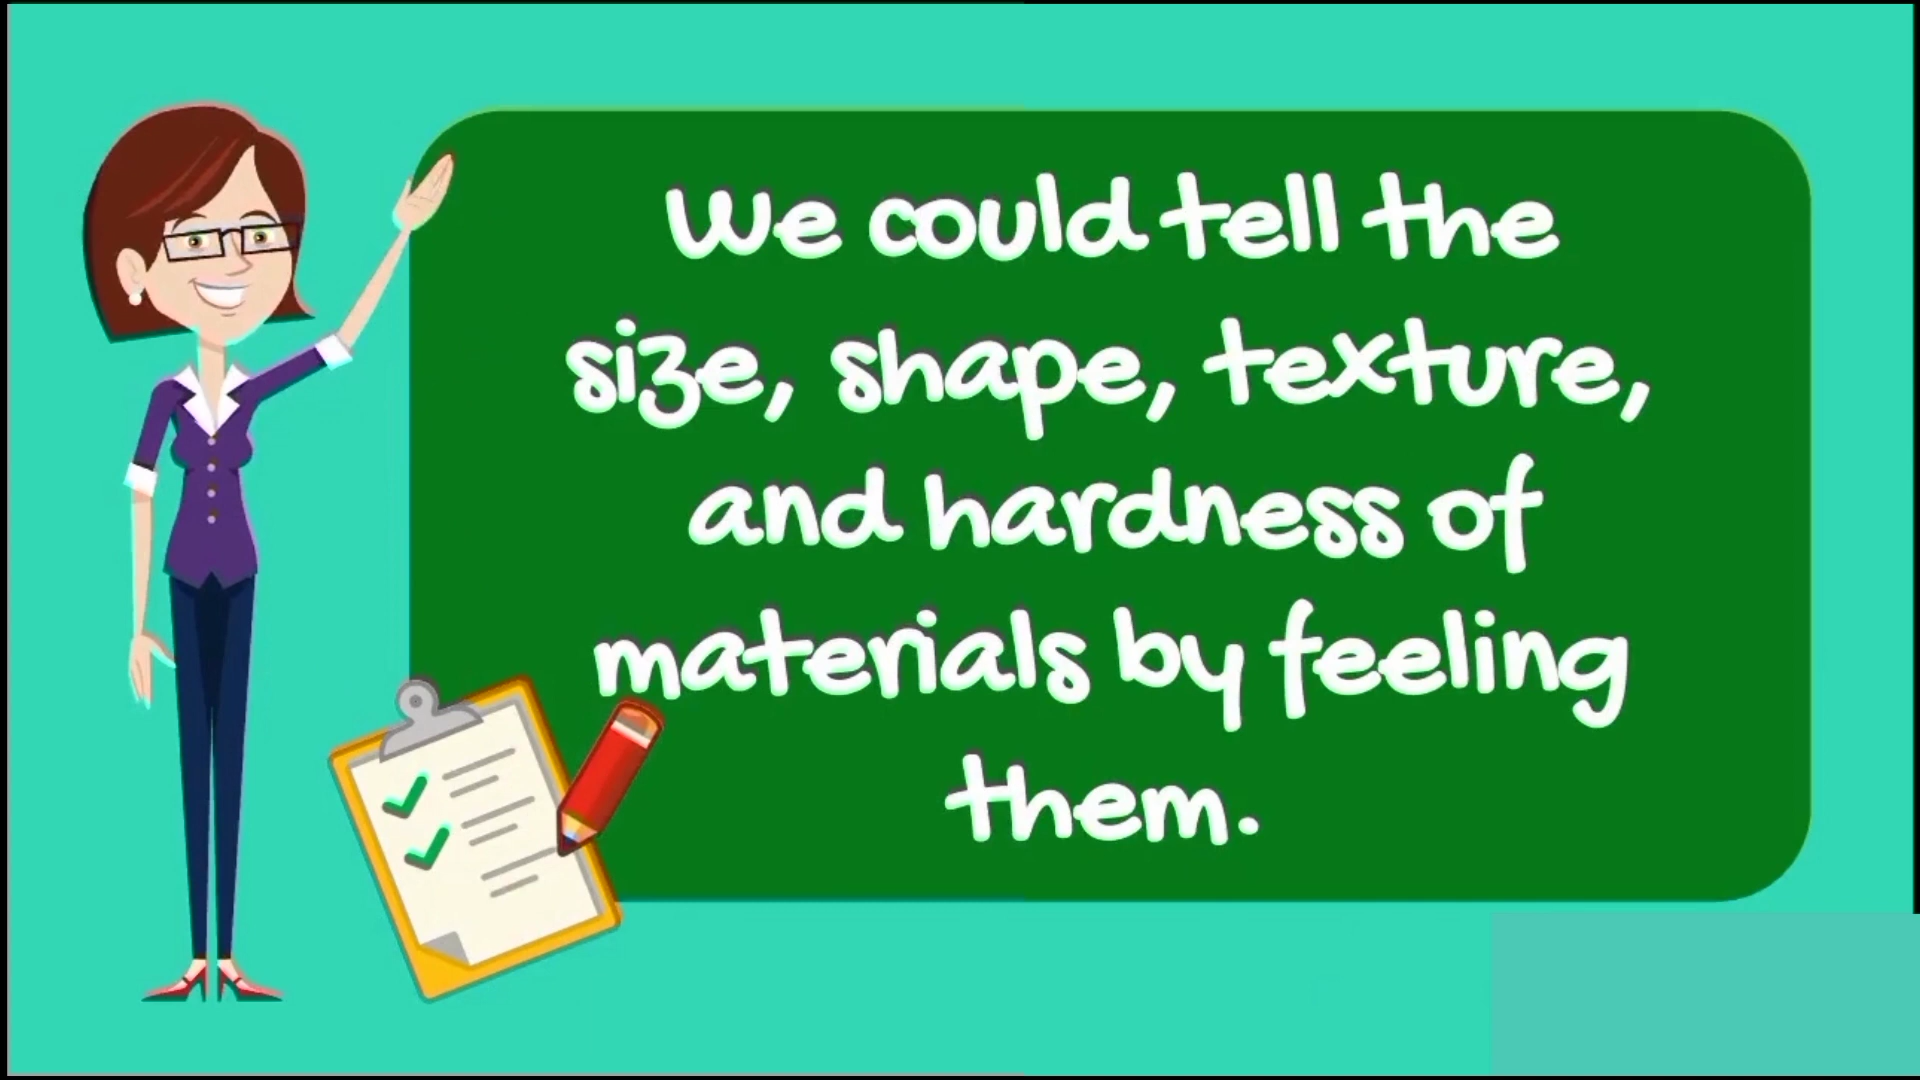 We could tell the
size, shape, texture,
and hardness of
materials by feeling
them.